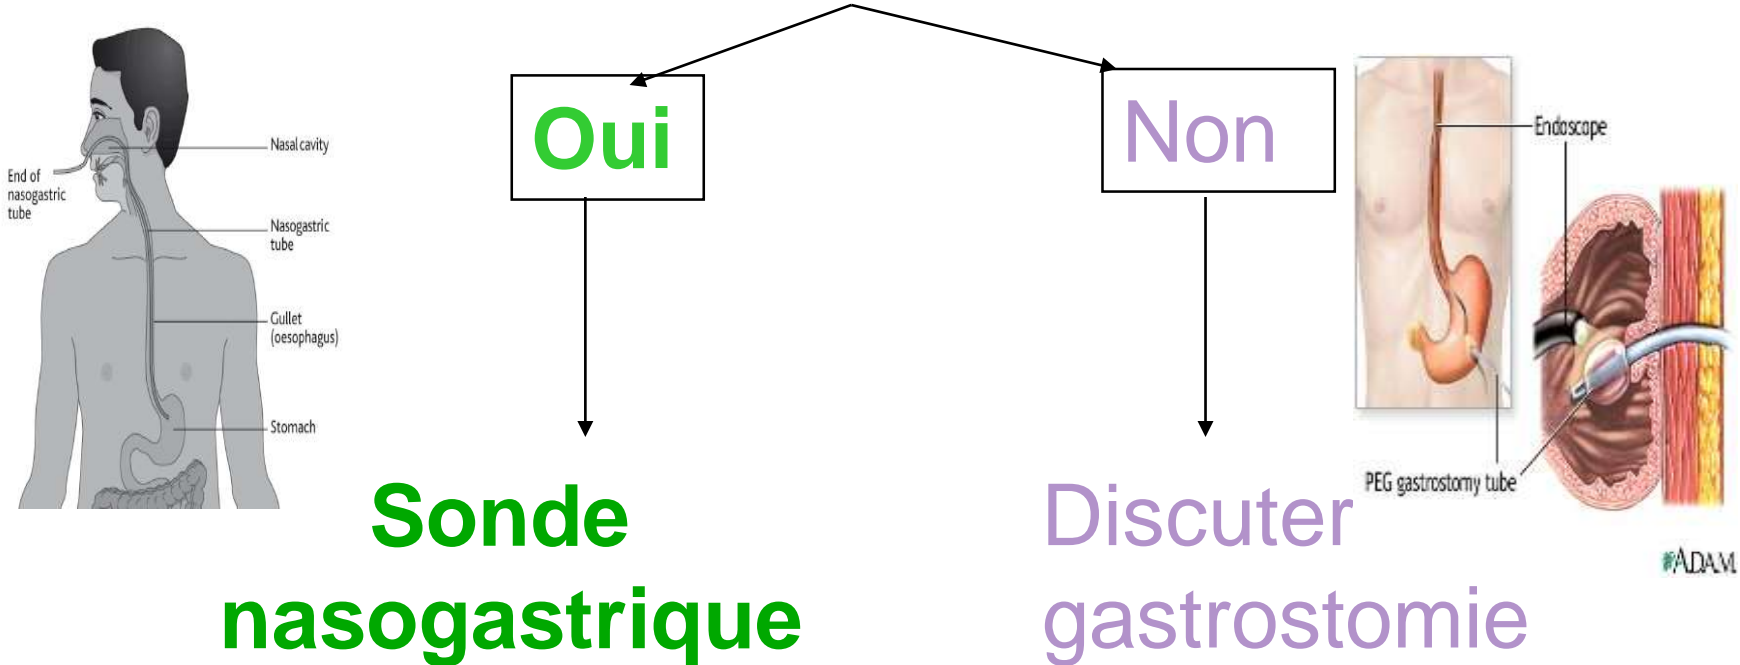 Oui
Non
Nasal cavity
End of
nasogastric
tube
Nasogastric
tube
Gullet
(oesophagus)
Stomach
Endoscope
PEG gastrostomy tube
ADAM
Sonde
nasogastrique
Discuter
gastrostomie